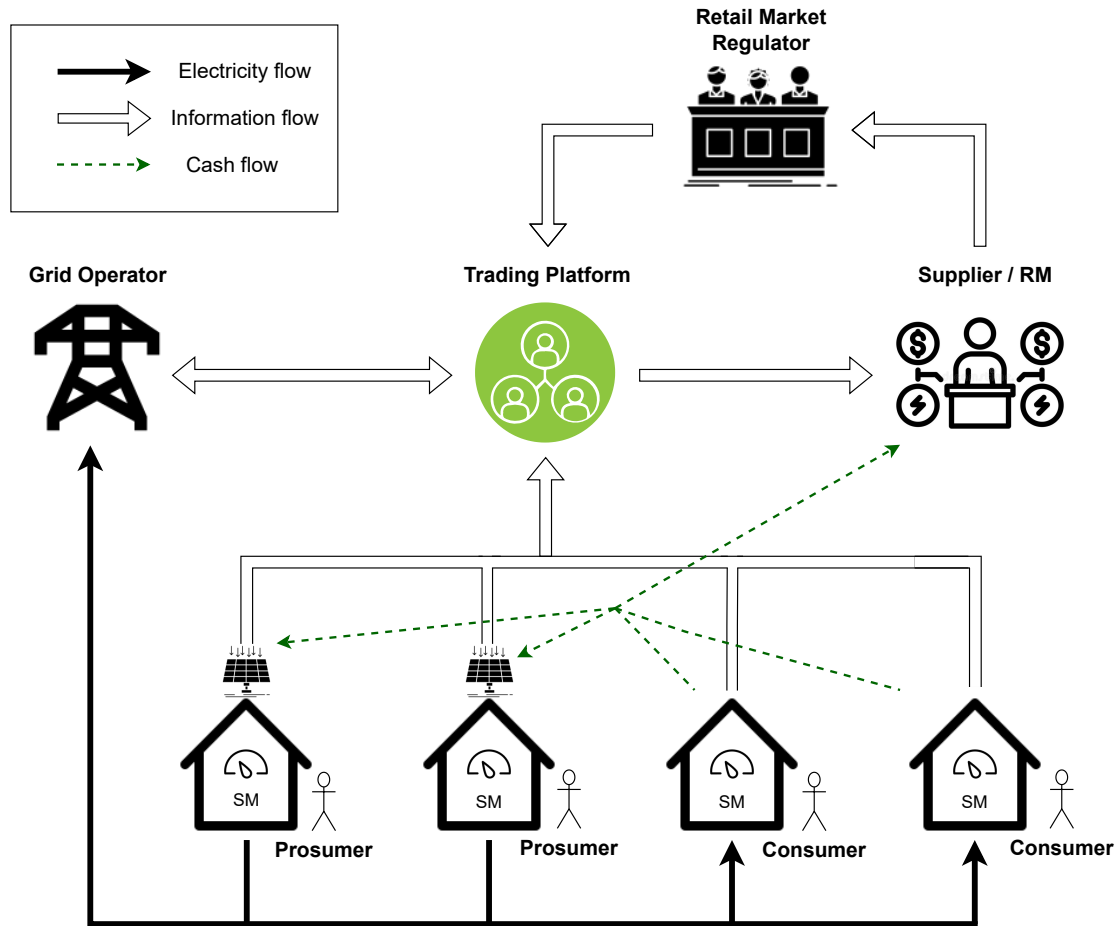 Retail Market
Regulator
Electricity flow
Information flow
Cash flow
Grid Operator
Trading Platform
Supplier / RM
$
$
SM
SM
SM
SM
Prosumer
Prosumer
Consumer
Consumer